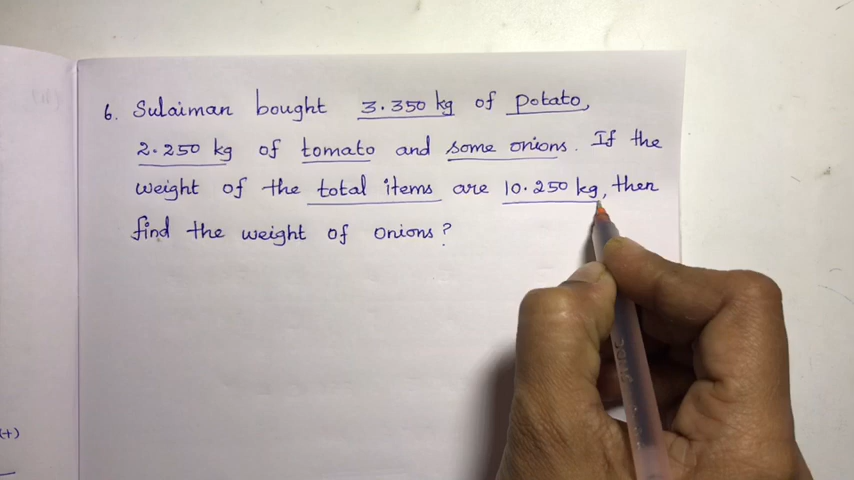 6. Sulaiman bought 3.350 kg of potato,
2.250 kg of tomato and some onions. If the
weight of the total items are 10.250 kg, then
find the weight of onions?
(+)